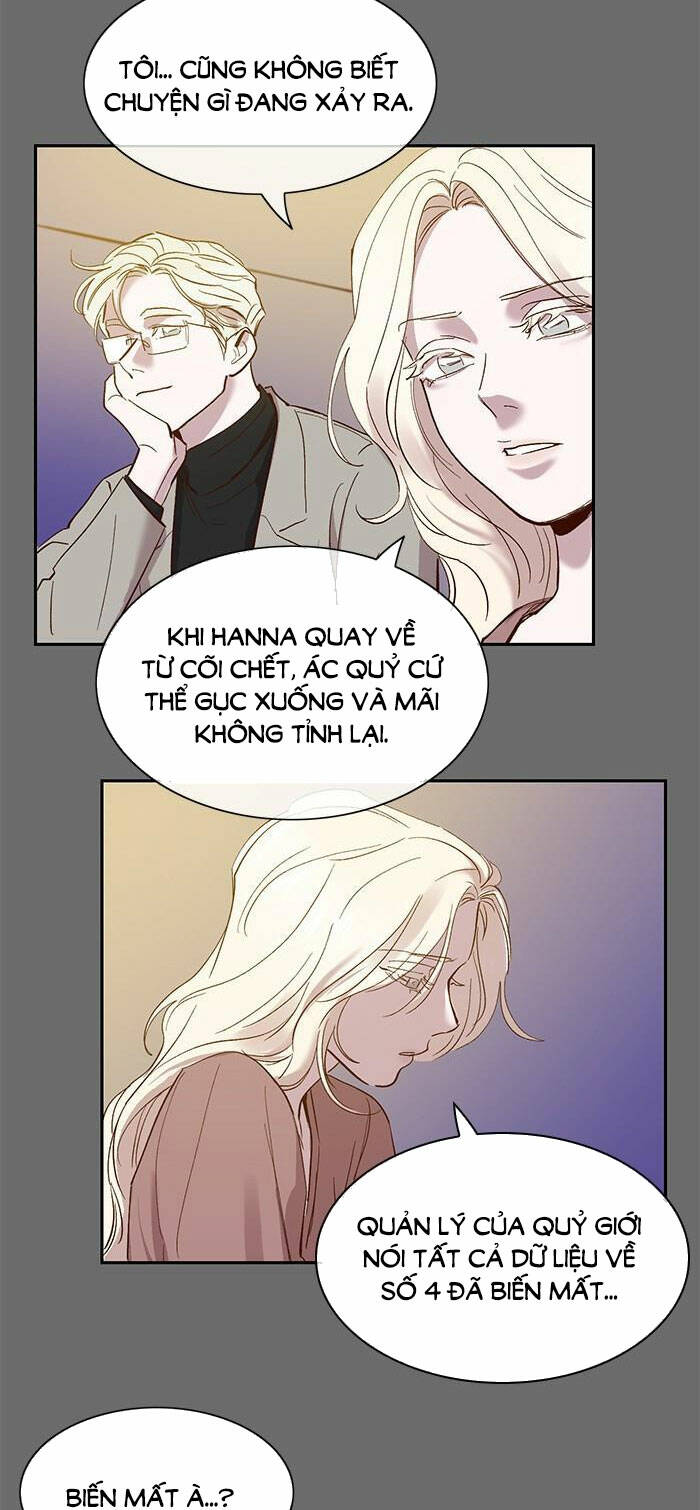 TÔI... CŨNG KHÔNG BIẾT
CHUYỆN GÌ ĐANG XẢY RA.
KHI HANNA QUAY VỀ
TỪ CÕI CHẾT, ÁC QUỶ CỨ
THẾ GỤC XUỐNG VÀ MÃI
KHÔNG TỈNH LẠI.
QUẢN LÝ CỦA QUỶ GIỚI
NÓI TẤT CẢ DỮ LIỆU VỀ
SỐ 4 ĐÃ BIẾN MẤT...
BIẾN MẤT À...?